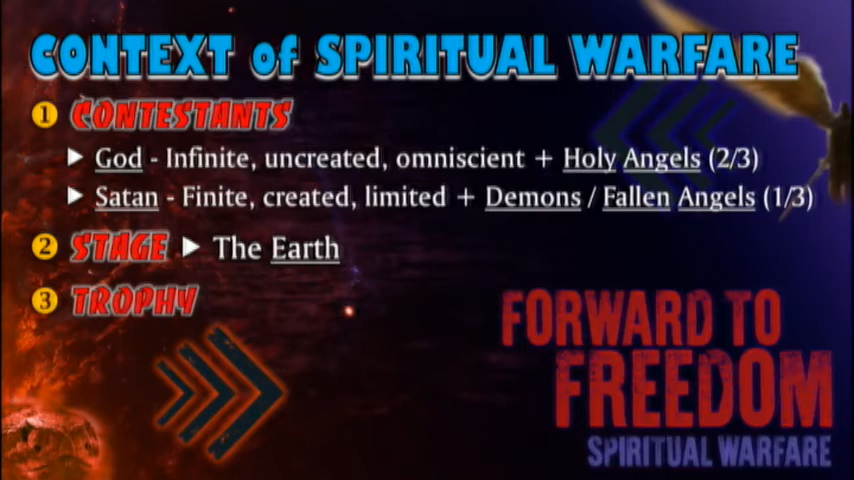 CONTEXT of SPIRITUAL WARFARE
1 CONTESTANTS
▶ God - Infinite, uncreated, omniscient + Holy Angels (2/3)
▶ Satan - Finite, created, limited + Demons / Fallen Angels (1/3)
2 STAGE ▶ The Earth
3 TROPHY
FORWARD TO
FREEDOM
SPIRITUAL WARFARE